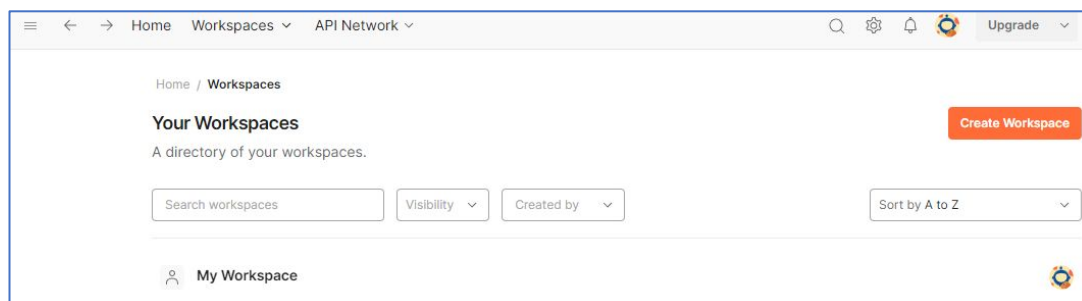 Home Workspaces API Network Upgrade
Home / Workspaces
Your Workspaces
Create Workspace
A directory of your workspaces.
Search workspaces Visibility Created by Sort by A to Z
My Workspace